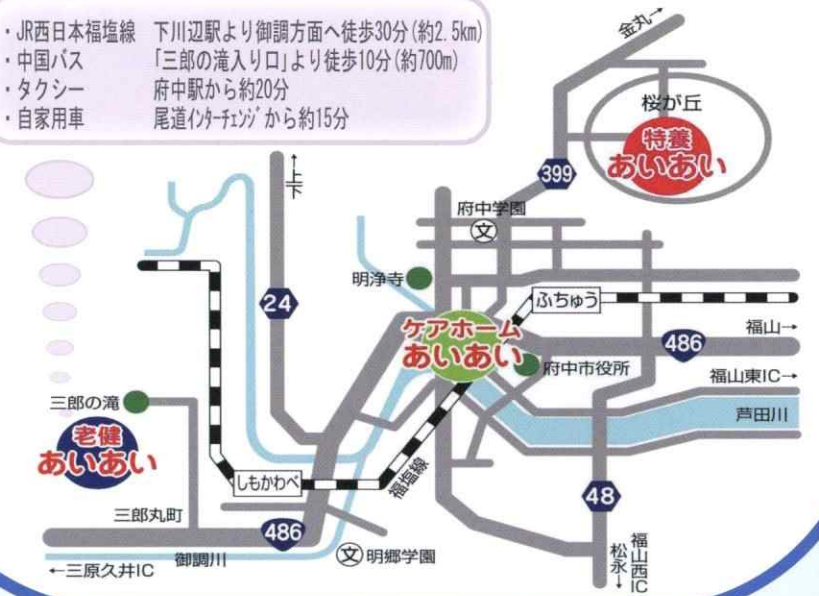 ・JR西日本福塩線 下川辺駅より御調方面へ徒歩30分(約2.5km)
・中国バス 「三郎の滝入り口」より徒歩10分(約700m)
・タクシー 府中駅から約20分
・自家用車 尾道インターチェンジから約15分
金丸→
桜が丘
特養
あいあい
399
←上下
府中学園
文
明浄寺
24
ふちゅう
ケアホーム
あいあい
福山→
486
府中市役所
福山東IC→
三郎の滝
芦田川
老健
あいあい
しもかわべ
福塩線
48
三郎丸町
486
御調川
文
明郷学園
←三原久井IC
福山西IC
松永→